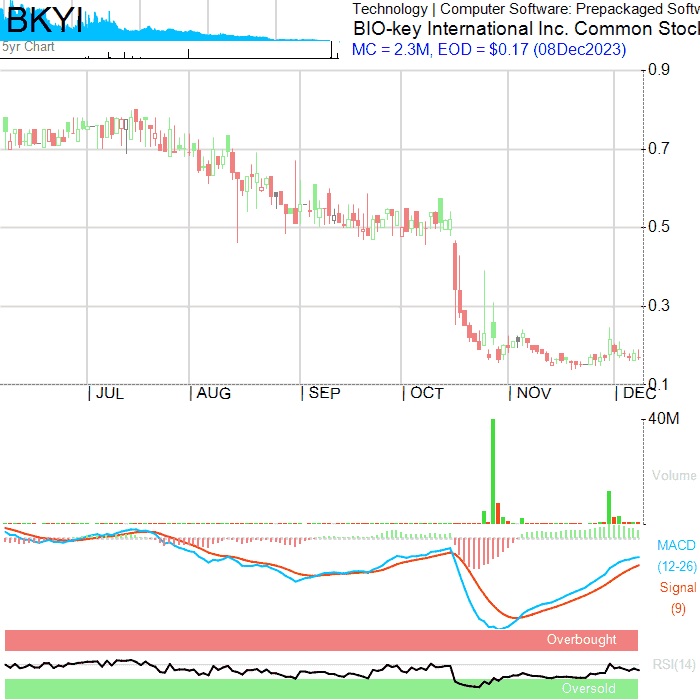 BKYI
Technology | Computer Software: Prepackaged Softw
BIO-key International Inc. Common Stoc
MC = 2.3M, EOD = $0.17 (08Dec2023)
5yr Chart
0.9
0.7
0.5
0.3
0.1
JUL AUG SEP OCT NOV DEC
40M
Volume
MACD
(12-26)
Signal
(9)
Overbought
RSI(14)
Oversold